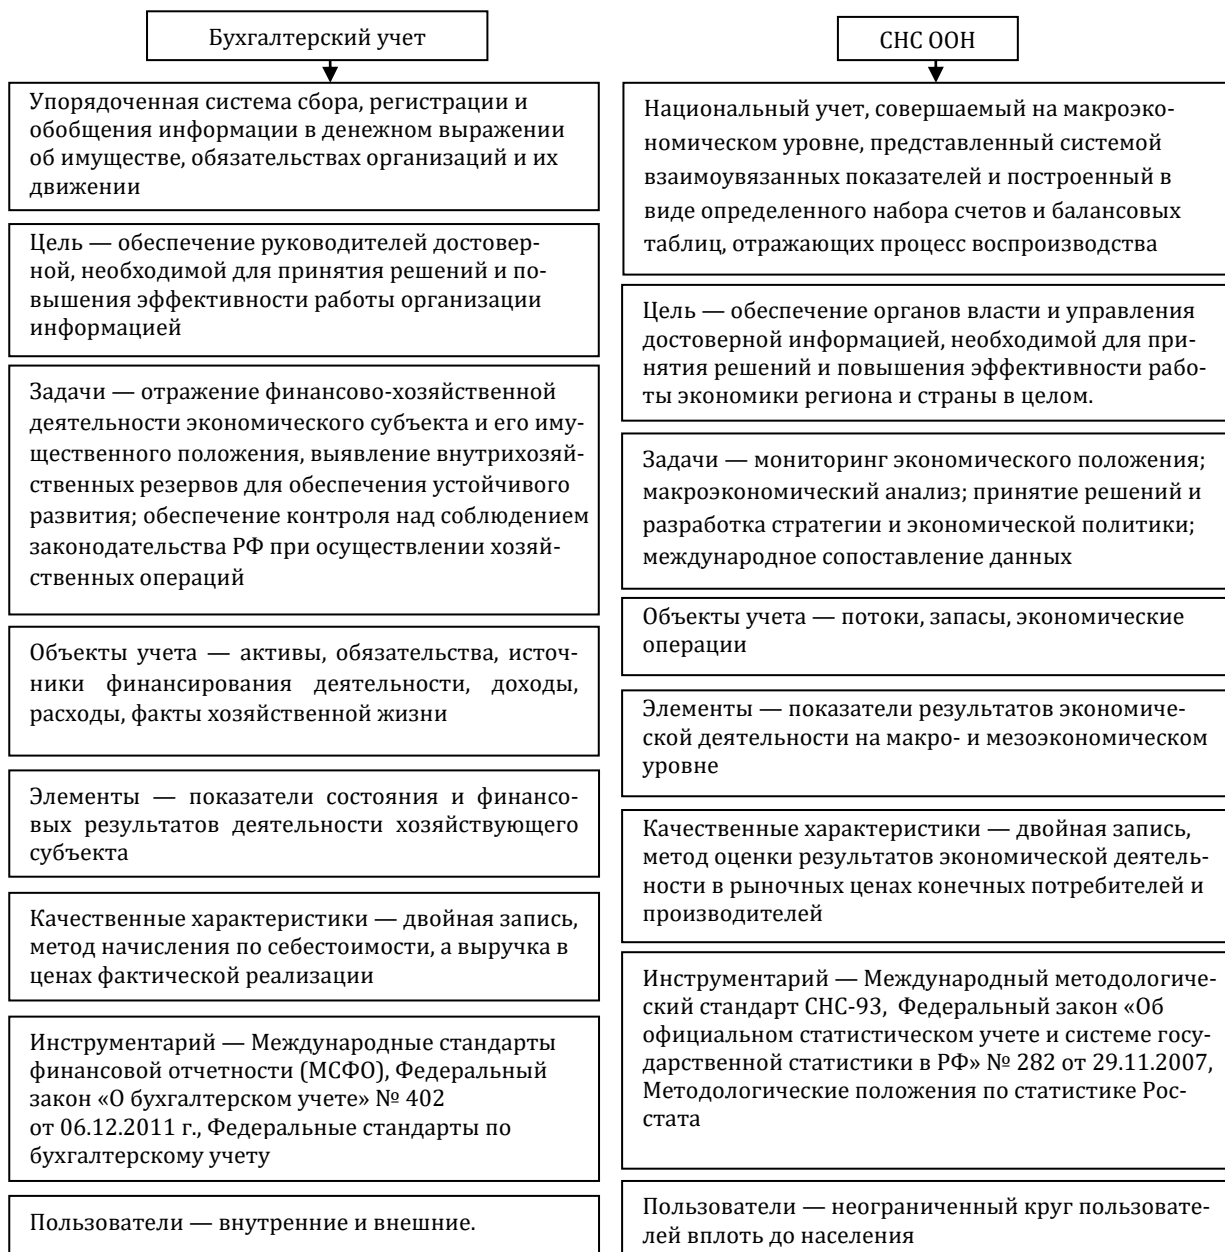 Бухгалтерский учет
Упорядоченная система сбора, регистрации и
обобщения информации в денежном выражении
об имуществе, обязательствах организаций и их
движении
Цель — обеспечение руководителей достовер-
ной, необходимой для принятия решений и по-
вышения эффективности работы организации
информацией
Задачи — отражение финансово-хозяйственной
деятельности экономического субъекта и его иму-
щественного положения, выявление внутрихозяй-
ственных резервов для обеспечения устойчивого
развития; обеспечение контроля над соблюдением
законодательства РФ при осуществлении хозяй-
ственных операций
Объекты учета — активы, обязательства, источ-
ники финансирования деятельности, доходы,
расходы, факты хозяйственной жизни
Элементы — показатели состояния и финансо-
вых результатов деятельности хозяйствующего
субъекта
Качественные характеристики — двойная запись,
метод начисления по себестоимости, а выручка в
ценах фактической реализации
Инструментарий — Международные стандарты
финансовой отчетности (МСФО), Федеральный
закон «О бухгалтерском учете» № 402
от 06.12.2011 г., Федеральные стандарты по
бухгалтерскому учету
Пользователи — внутренние и внешние.
СНС ООН
Национальный учет, совершаемый на макроэко-
номическом уровне, представленный системой
взаимоувязанных показателей и построенный в
виде определенного набора счетов и балансовых
таблиц, отражающих процесс воспроизводства
Цель — обеспечение органов власти и управления
достоверной информацией, необходимой для при-
нятия решений и повышения эффективности рабо-
ты экономики региона и страны в целом.
Задачи — мониторинг экономического положения;
макроэкономический анализ; принятие решений и
разработка стратегии и экономической политики;
международное сопоставление данных
Объекты учета — потоки, запасы, экономические
операции
Элементы — показатели результатов экономиче-
ской деятельности на макро- и мезоэкономическом
уровне
Качественные характеристики — двойная запись,
метод оценки результатов экономической деятель-
ности в рыночных ценах конечных потребителей и
производителей
Инструментарий — Международный методологиче-
ский стандарт СНС-93, Федеральный закон «Об
официальном статистическом учете и системе госу-
дарственной статистики в РФ» № 282 от 29.11.2007,
Методологические положения по статистике Рос-
стата
Пользователи — неограниченный круг пользовате-
лей вплоть до населения